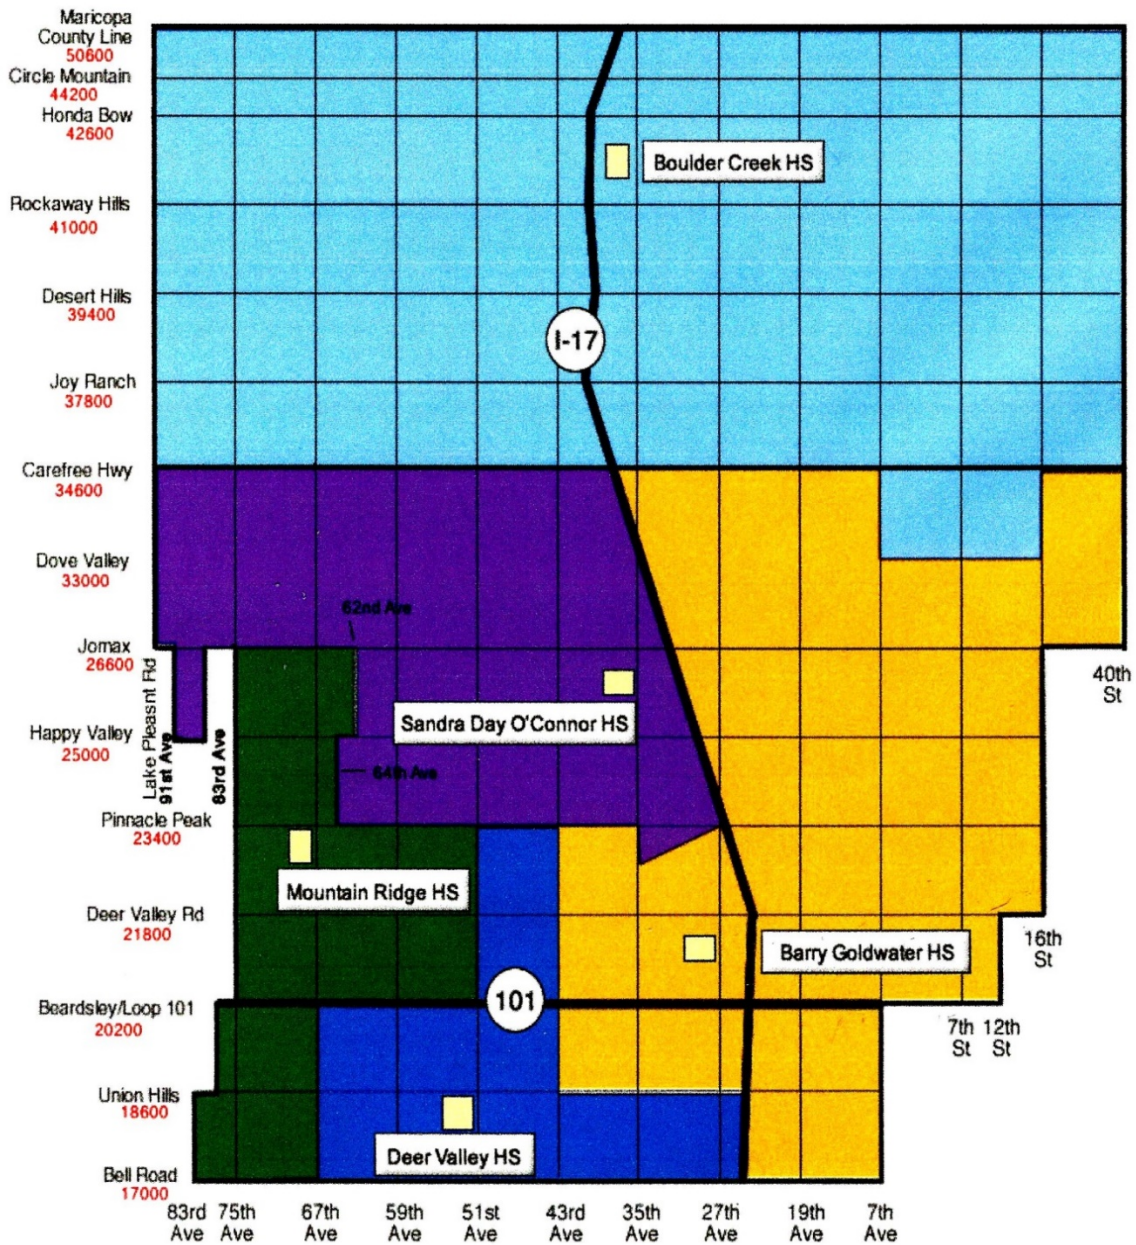 Maricopa
County Line
50600
Circle Mountain
44200
Honda Bow
42600
Boulder Creek HS
Rockaway Hills
41000
Desert Hills
39400
I-17
Joy Ranch
37800
Carefree Hwy
34600
Dove Valley
33000
62nd Ave
Jomax
26600
40th
St
Lake Pleasnt Rd
91st Ave
83rd Ave
Sandra Day O'Connor HS
Happy Valley
25000
64th Ave
Pinnacle Peak
23400
Mountain Ridge HS
Deer Valley Rd
21800
16th
St
Barry Goldwater HS
101
Beardsley/Loop 101
20200
7th 12th
St St
Union Hills
18600
Deer Valley HS
Bell Road
17000
83rd 75th 67th 59th 51st 43rd 35th 27th 19th 7th
Ave Ave Ave Ave Ave Ave Ave Ave Ave Ave